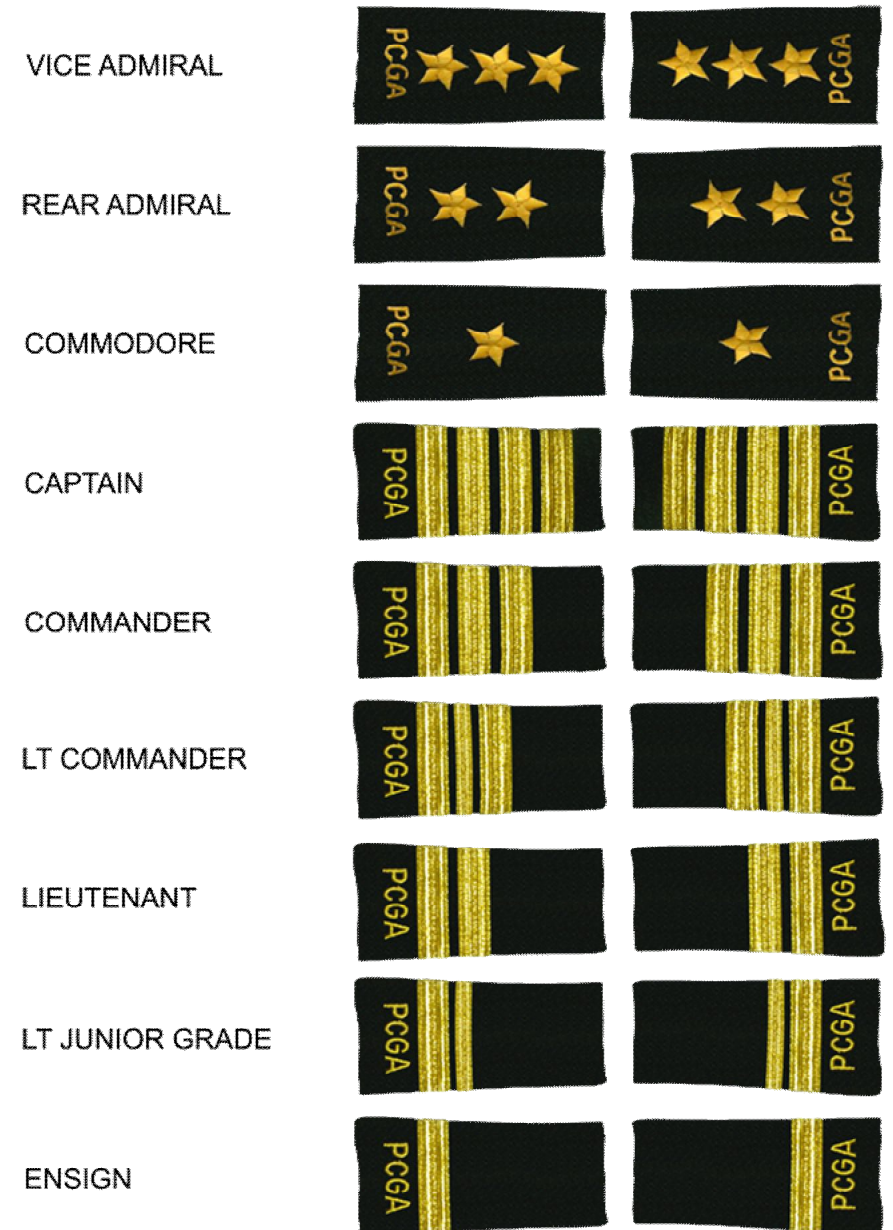 VICE ADMIRAL PCGA PCGA
REAR ADMIRAL PCGA PCGA
COMMODORE PCGA PCGA
CAPTAIN PCGA PCGA
COMMANDER PCGA PCGA
LT COMMANDER PCGA PCGA
LIEUTENANT PCGA PCGA
LT JUNIOR GRADE PCGA PCGA
ENSIGN PCGA PCGA